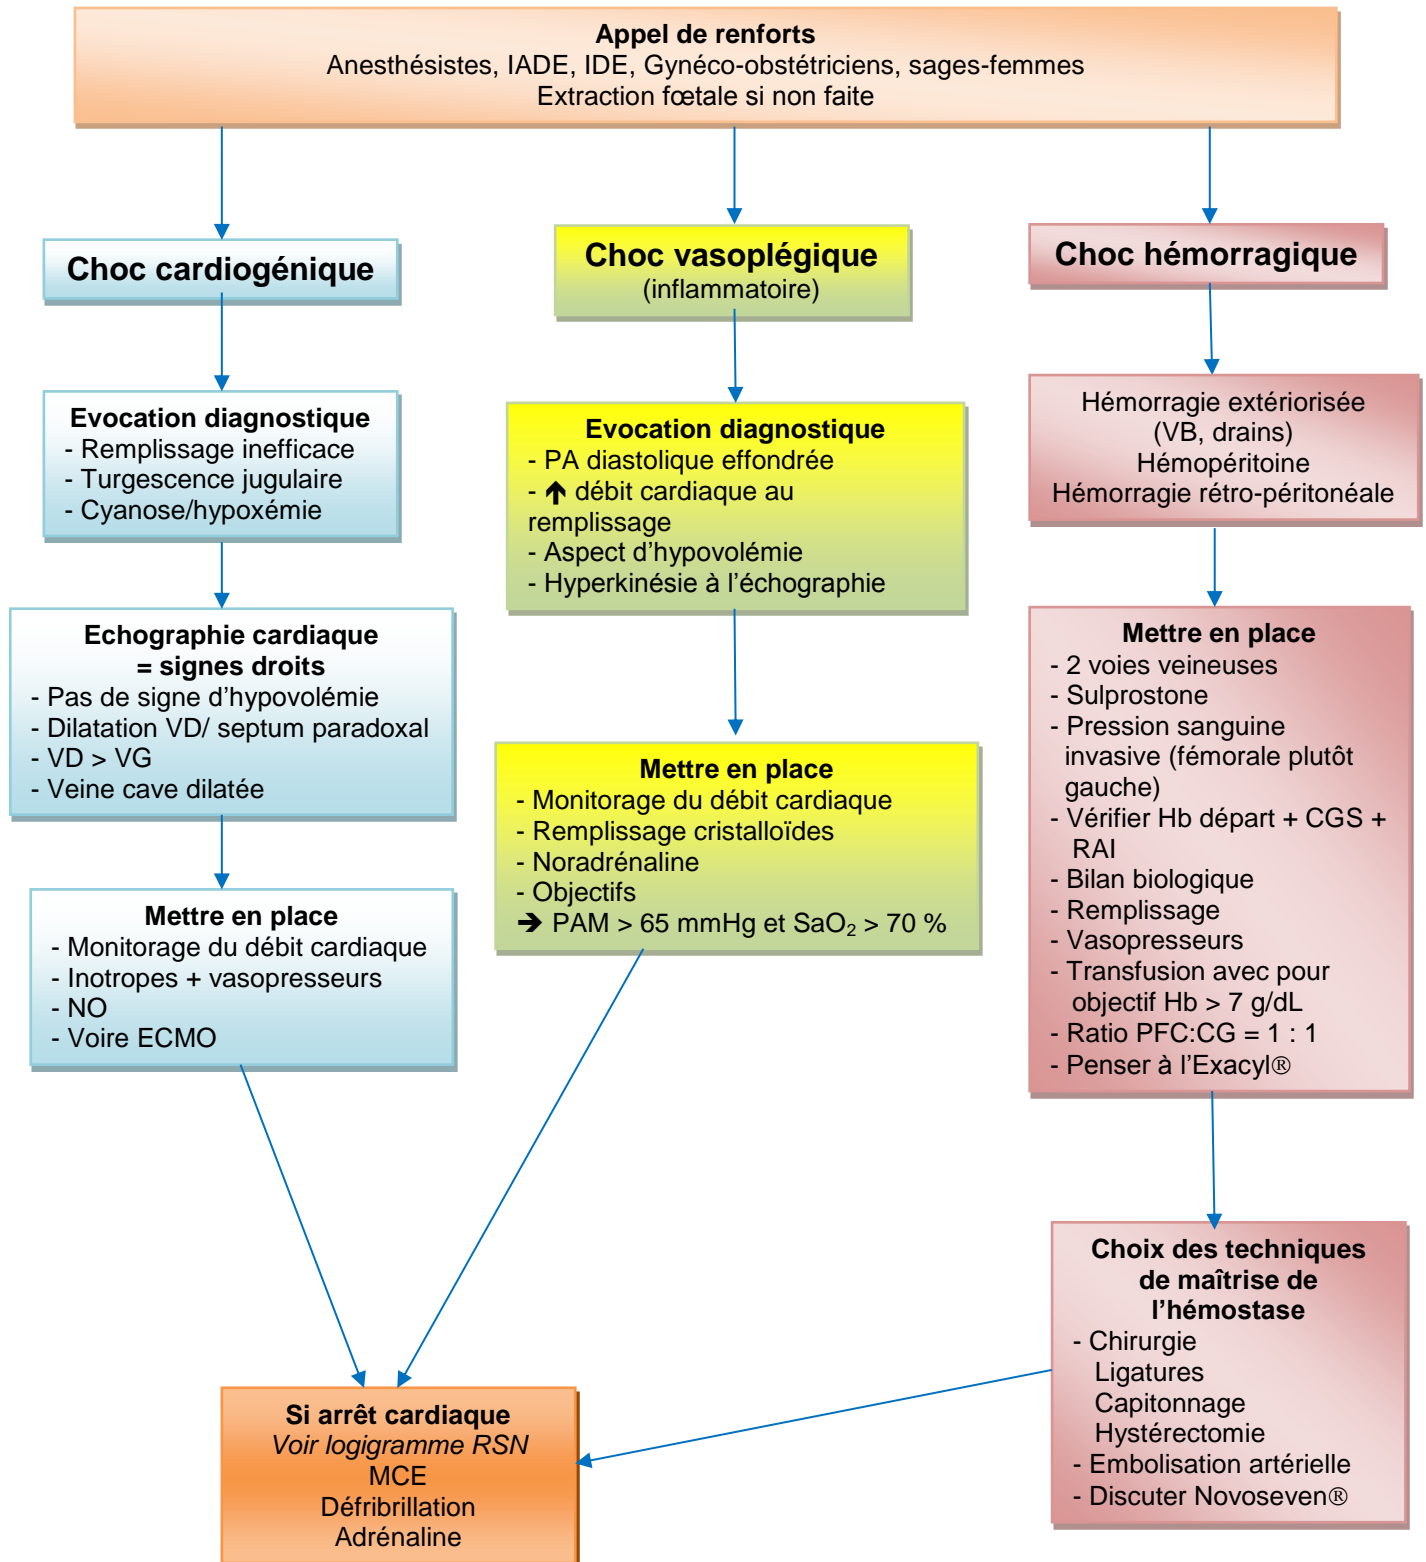 Appel de renforts
Anesthésistes, IADE, IDE, Gynéco-obstétriciens, sages-femmes
Extraction fœtale si non faite
Choc cardiogénique
Evocation diagnostique
- Remplissage inefficace
- Turgescence jugulaire
- Cyanose/hypoxémie
Echographie cardiaque
= signes droits
- Pas de signe d'hypovolémie
- Dilatation VD/ septum paradoxal
- VD > VG
- Veine cave dilatée
Mettre en place
- Monitorage du débit cardiaque
- Inotropes + vasopresseurs
- NO
- Voire ECMO
Choc vasoplégique
(inflammatoire)
Evocation diagnostique
- PA diastolique effondrée
- ↑ débit cardiaque au
remplissage
- Aspect d'hypovolémie
- Hyperkinésie à l'échographie
Mettre en place
- Monitorage du débit cardiaque
- Remplissage cristalloïdes
- Noradrénaline
- Objectifs
➔ PAM > 65 mmHg et SaO₂ > 70 %
Choc hémorragique
Hémorragie extériorisée
(VB, drains)
Hémopéritoine
Hémorragie rétro-péritonéale
Mettre en place
- 2 voies veineuses
- Sulprostone
- Pression sanguine
invasive (fémorale plutôt
gauche)
- Vérifier Hb départ + CGS +
RAI
- Bilan biologique
- Remplissage
- Vasopresseurs
- Transfusion avec pour
objectif Hb > 7 g/dL
- Ratio PFC:CG = 1 : 1
- Penser à l'Exacyl®
Choix des techniques
de maîtrise de
l'hémostase
- Chirurgie
Ligatures
Capitonnage
Hystérectomie
- Embolisation artérielle
- Discuter Novoseven®
Si arrêt cardiaque
Voir logigramme RSN
MCE
Défribrillation
Adrénaline